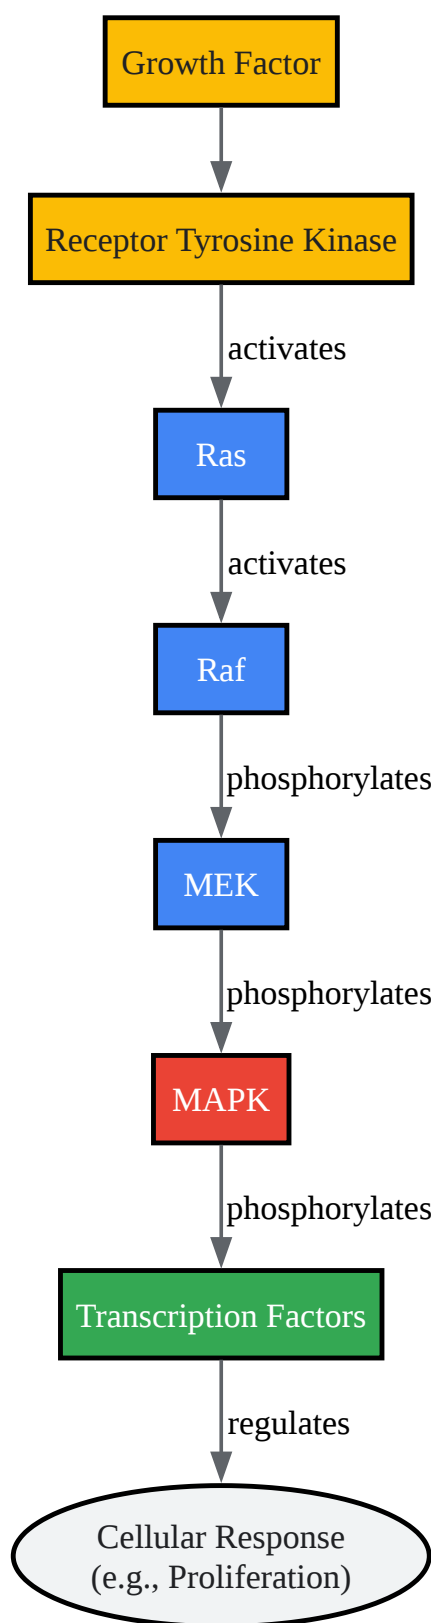 Growth Factor
Receptor Tyrosine Kinase
activates
Ras
activates
Raf
phosphorylates
MEK
phosphorylates
MAPK
phosphorylates
Transcription Factors
regulates
Cellular Response
(e.g., Proliferation)